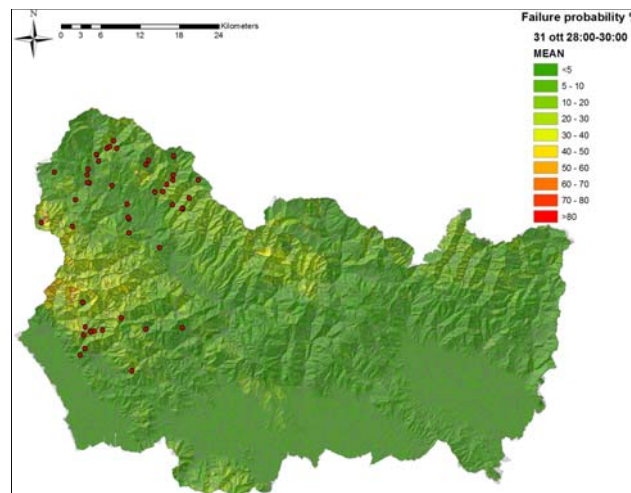 Failure probability %
N
Kilometers
0 3 6 12 18 24
31 ott 28:00-30:00
MEAN
<5
5 - 10
10 - 20
20 - 30
30 - 40
40 - 50
50 - 60
60 - 70
70 - 80
>80